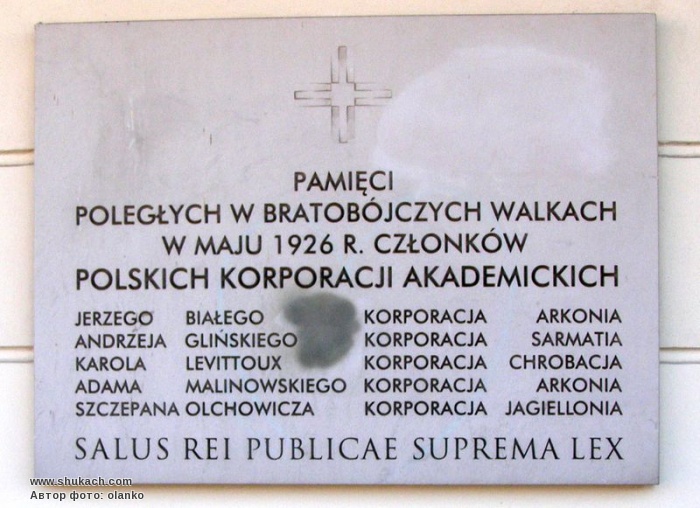 PAMIĘCI
POLEGŁYCH W BRATOBÓJCZYCH WALKACH
W MAJU 1926 R. CZŁONKÓW
POLSKICH KORPORACJI AKADEMICKICH
JERZEGO BIAŁEGO KORPORACJA ARKONIA
ANDRZEJA GLIŃSKIEGO KORPORACJA SARMATIA
KAROLA LEVITTOUX KORPORACJA CHROBACJA
ADAMA MALINOWSKIEGO KORPORACJA ARKONIA
SZCZEPANA OLCHOWICZA KORPORACJA JAGIELLONIA
SALUS REI PUBLICAE SUPREMA LEX
www.shukach.com
Автор фото: olanko